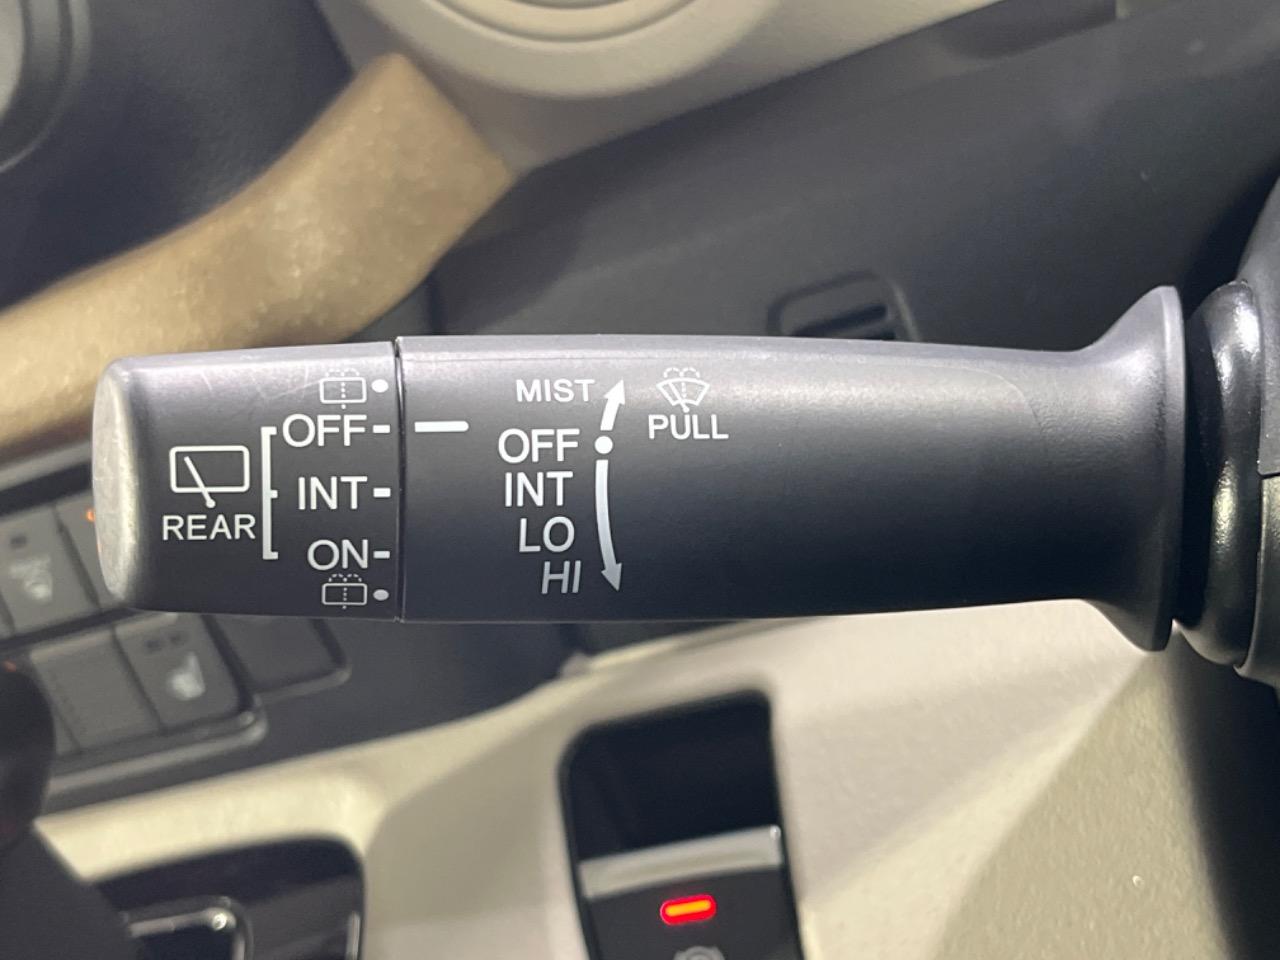 OFF
INT
ON
REAR
MIST
OFF
INT
LO
HI
PULL